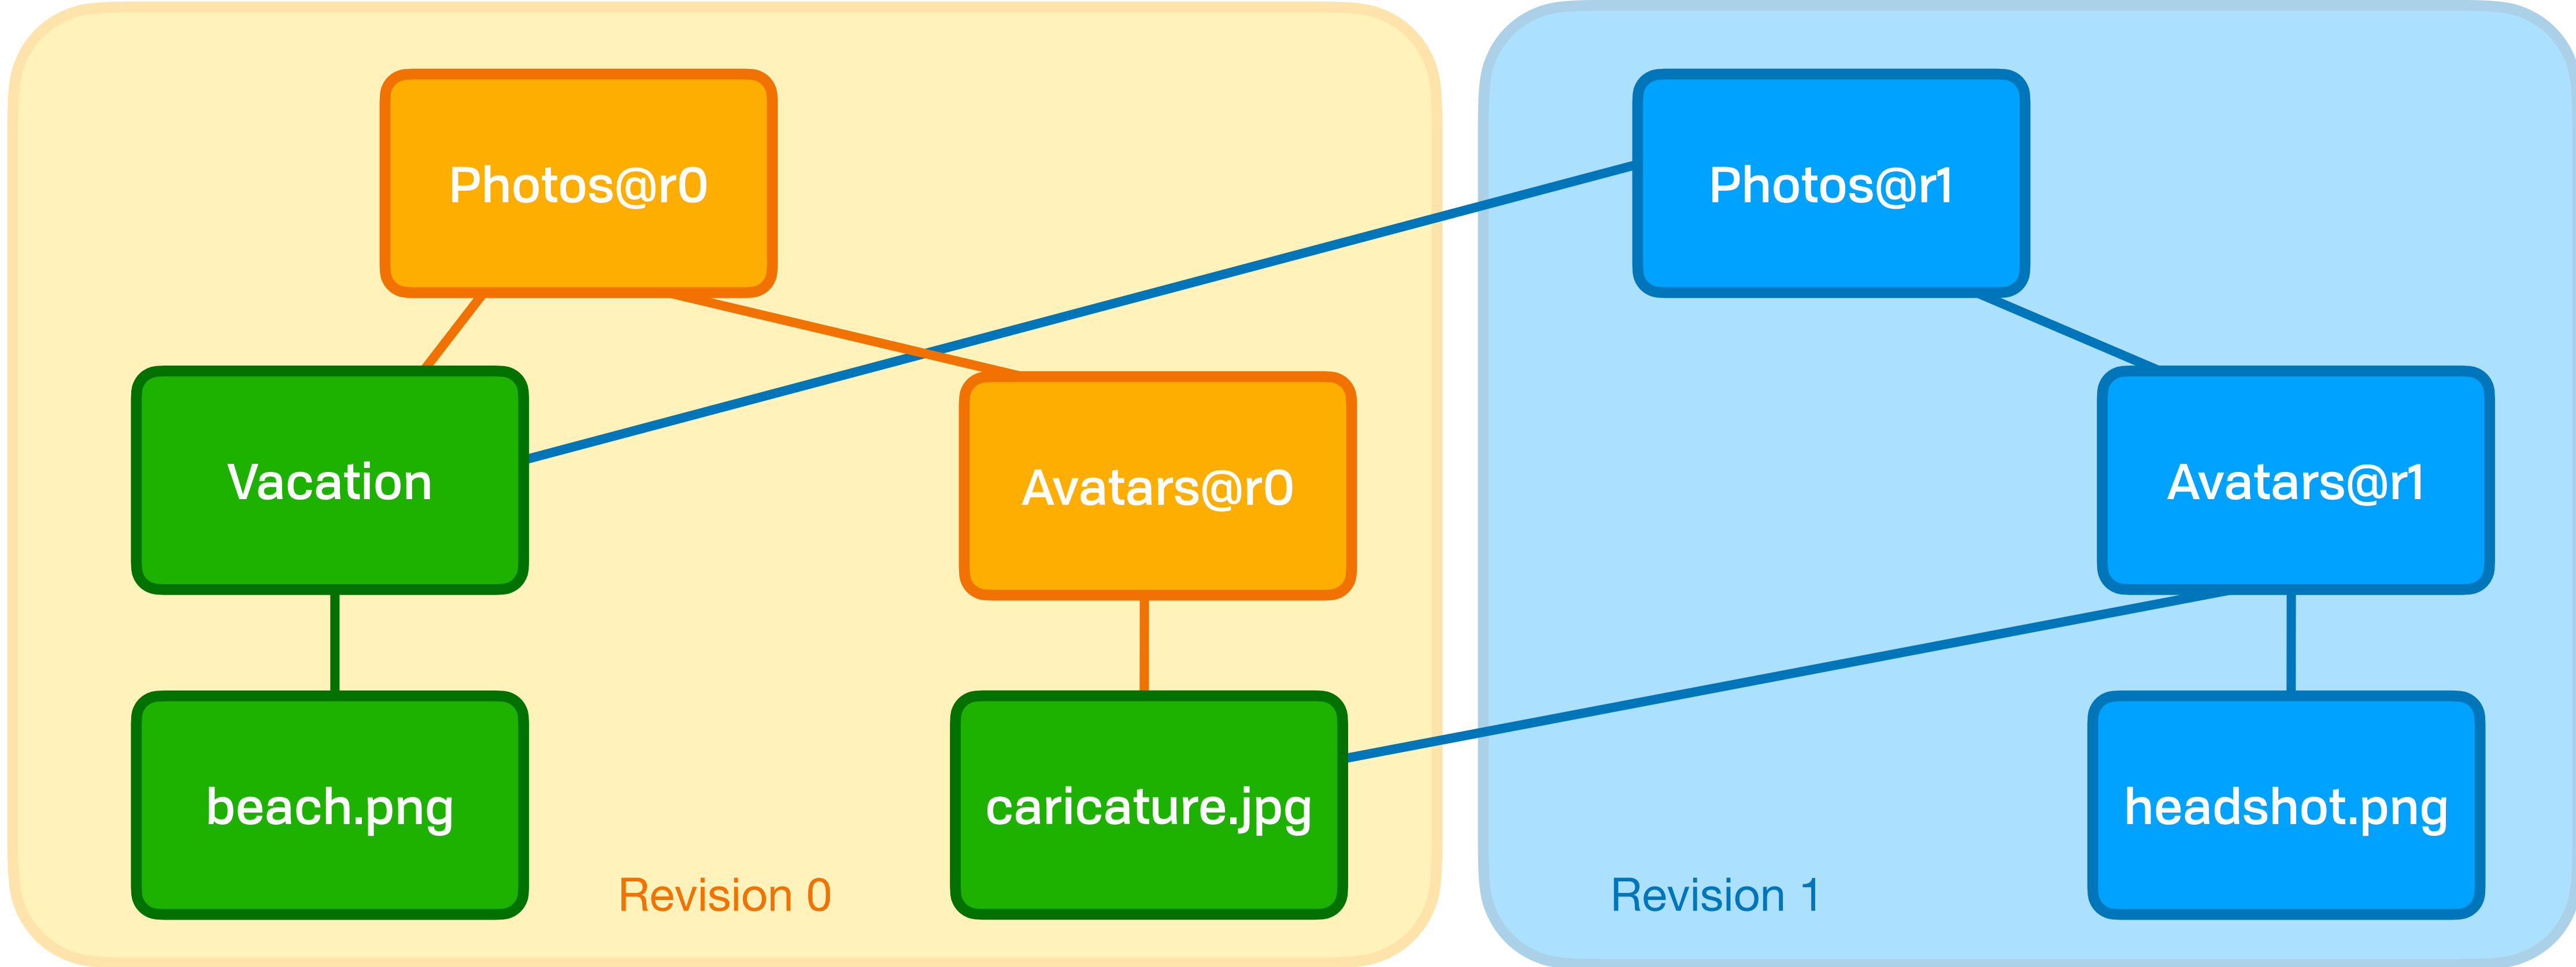 Photos@r0
Photos@r1
Vacation
Avatars@r0
Avatars@r1
beach.png
caricature.jpg
headshot.png
Revision 0
Revision 1